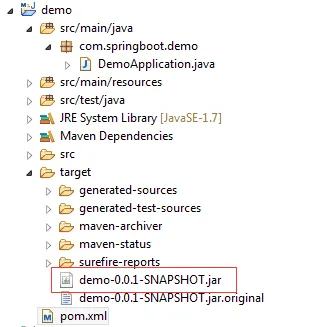 demo
src/main/java
com.springboot.demo
DemoApplication.java
src/main/resources
src/test/java
JRE System Library [JavaSE-1.7]
Maven Dependencies
src
target
generated-sources
generated-test-sources
maven-archiver
maven-status
surefire-reports
demo-0.0.1-SNAPSHOT.jar
demo-0.0.1-SNAPSHOT.jar.original
pom.xml